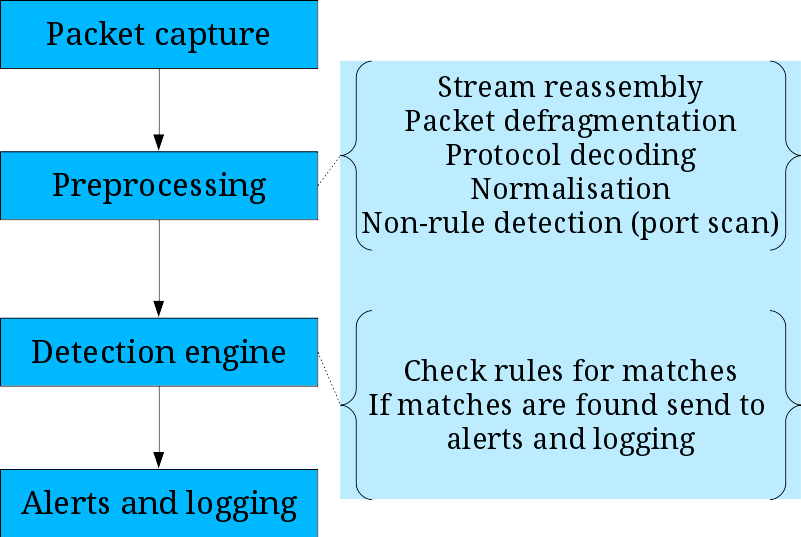 Packet capture
Preprocessing
Stream reassembly
Packet defragmentation
Protocol decoding
Normalisation
Non-rule detection (port scan)
Detection engine
Check rules for matches
If matches are found send to
alerts and logging
Alerts and logging